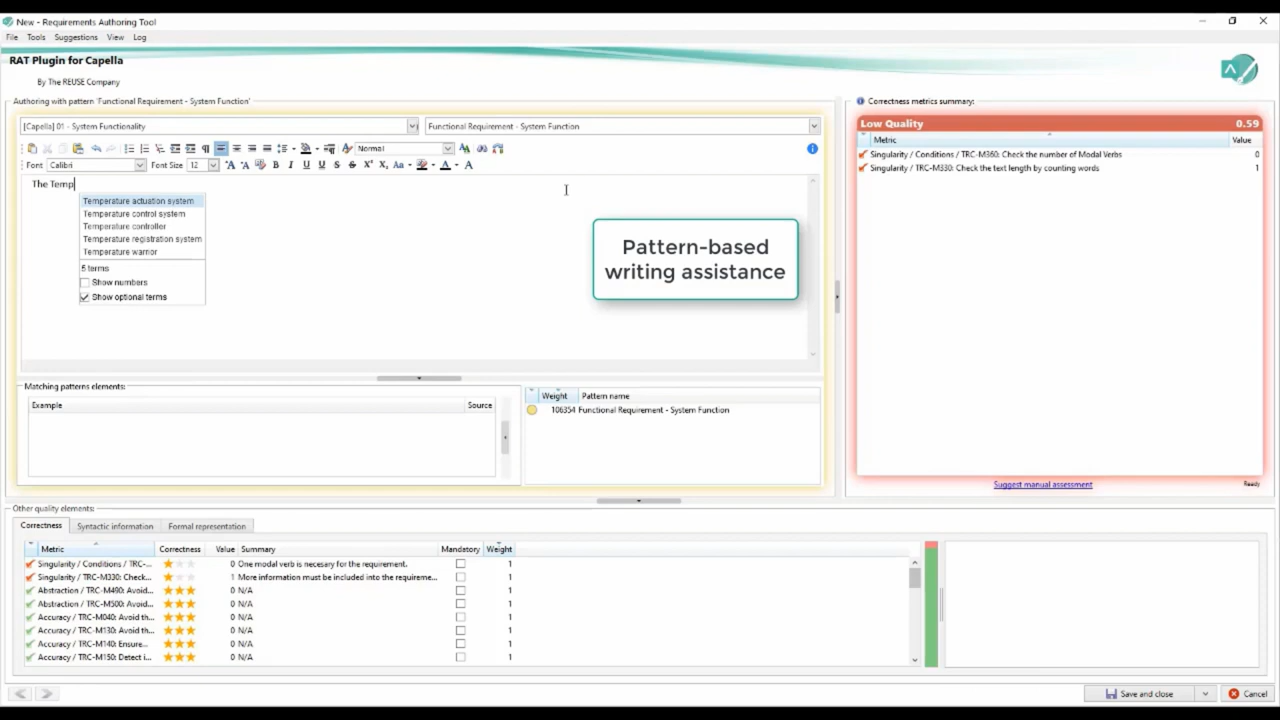 New - Requirements Authoring Tool
File Tools Suggestions View Log
RAT Plugin for Capella
By The REUSE Company
Authoring with pattern 'Functional Requirement - System Function'
[Capella] 01 - System Functionality
Functional Requirement - System Function
Normal
Font Calibri Font Size 12
The Temp
Temperature actuation system
Temperature control system
Temperature controller
Temperature registration system
Temperature warrior
5 terms
Show numbers
Show optional terms
Pattern-based
writing assistance
Correctness metrics summary:
Low Quality 0.59
Metric Value
Singularity / Conditions / TRC-M360: Check the number of Modal Verbs 0
Singularity / TRC-M330: Check the text length by counting words 1
Suggest manual assessment Ready
Matching patterns elements:
Example Source
Weight Pattern name
106354 Functional Requirement - System Function
Other quality elements:
Correctness Syntactic information Formal representation
Metric Correctness Value Summary Mandatory Weight
Singularity / Conditions / TRC-... 0 One modal verb is necesary for the requirement. 1
Singularity / TRC-M330: Check... 1 More information must be included into the requireme... 1
Abstraction / TRC-M490: Avoid... 0 N/A 1
Abstraction / TRC-M500: Avoid... 0 N/A 1
Accuracy / TRC-M040: Avoid th... 0 N/A 1
Accuracy / TRC-M130: Avoid the... 0 N/A 1
Accuracy / TRC-M140: Ensure... 0 N/A 1
Accuracy / TRC-M150: Detect i... 0 N/A 1
Save and close Cancel